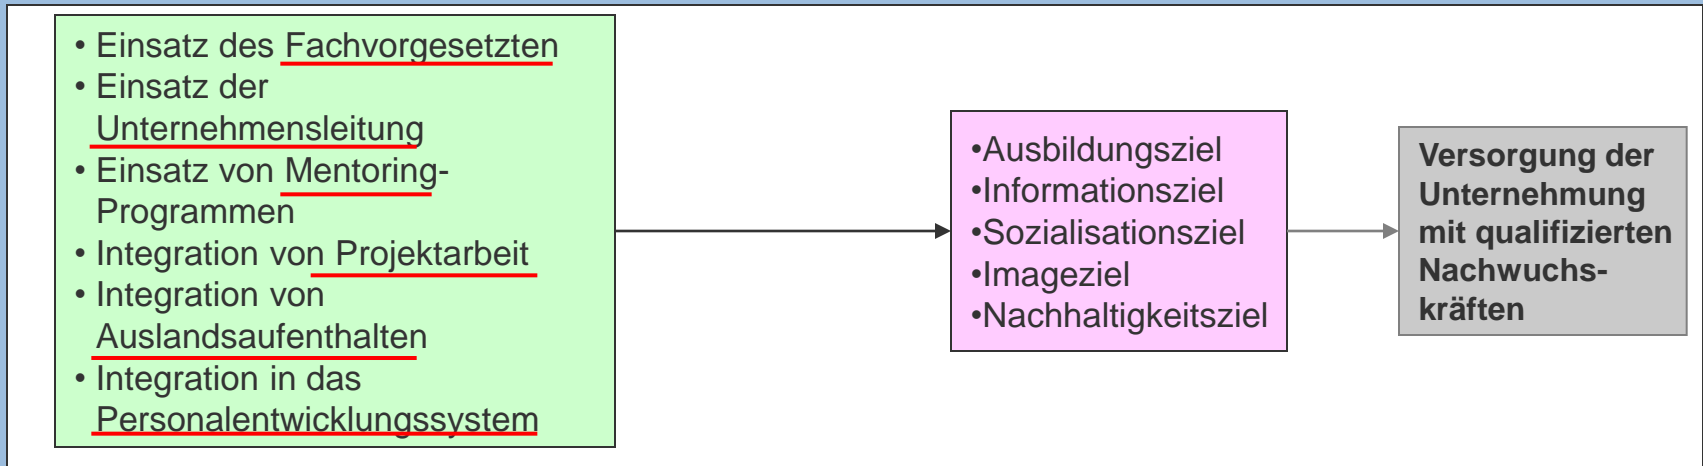 • Einsatz des Fachvorgesetzten
• Einsatz der
Unternehmensleitung
• Einsatz von Mentoring-
Programmen
• Integration von Projektarbeit
• Integration von
Auslandsaufenthalten
• Integration in das
Personalentwicklungssystem
•Ausbildungsziel
•Informationsziel
•Sozialisationsziel
•Imageziel
•Nachhaltigkeitsziel
Versorgung der
Unternehmung
mit qualifizierten
Nachwuchs-
kräften